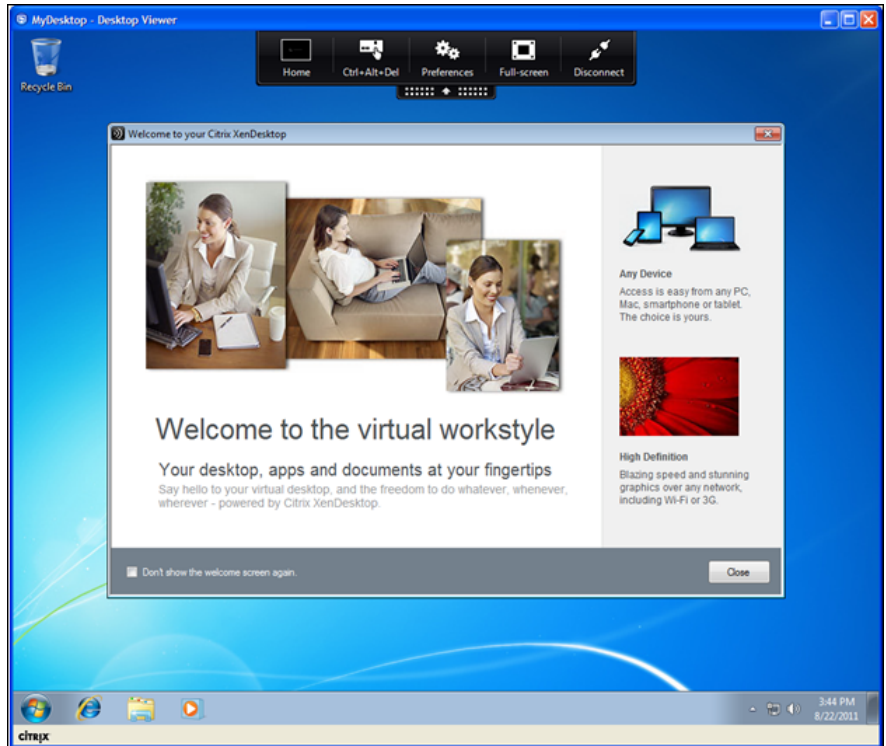 MyDesktop - Desktop Viewer
Recycle Bin
Home
Ctrl+Alt+Del
Preferences
Full-screen
Disconnect
Welcome to your Citrix XenDesktop
Any Device
Access is easy from any PC,
Mac, smartphone or tablet.
The choice is yours.
Welcome to the virtual workstyle
Your desktop, apps and documents at your fingertips
Say hello to your virtual desktop, and the freedom to do whatever, whenever,
wherever - powered by Citrix XenDesktop.
High Definition
Blazing speed and stunning
graphics over any network,
including Wi-Fi or 3G.
Don't show the welcome screen again.
Close
3:44 PM
8/22/2011
CITRIX